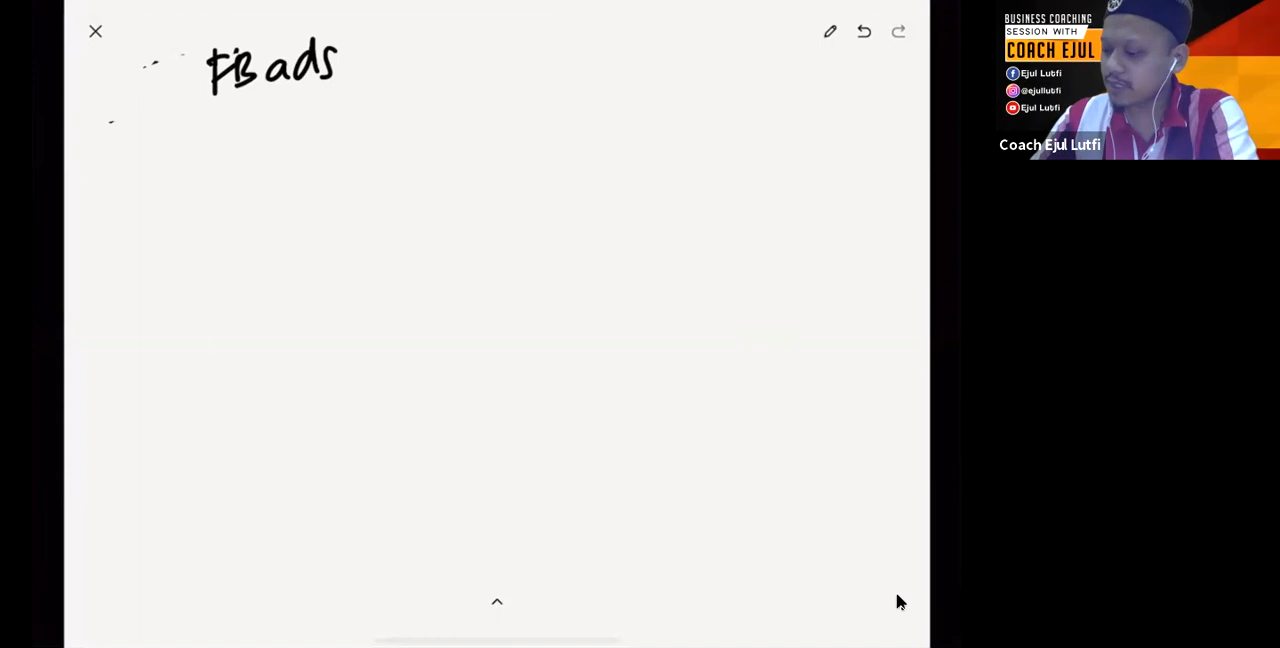 FB ads
BUSINESS COACHING
SESSION WITH
COACH EJUL
Ejul Lutfi
@ejullutfi
Ejul Lutfi
Coach Ejul Lutfi